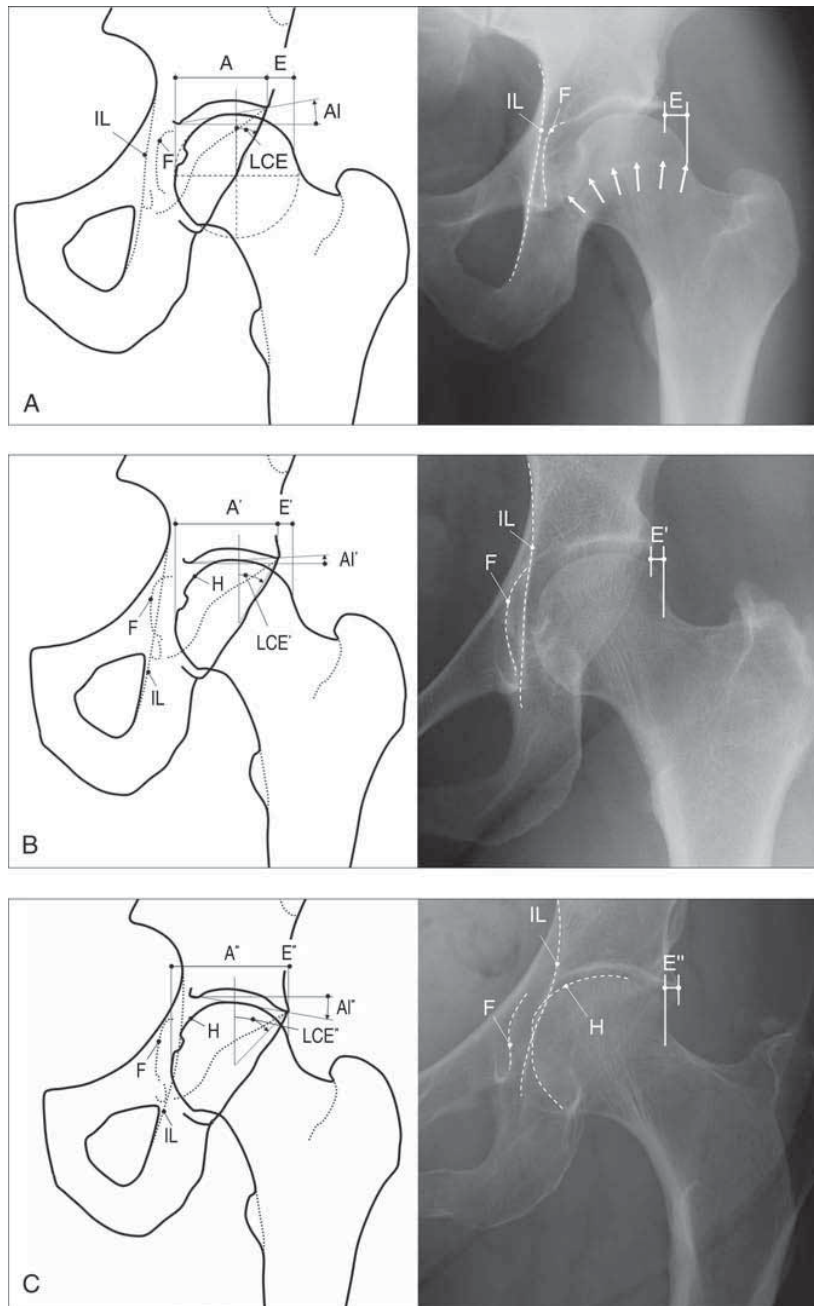 A E
AI
IL
F
LCE
A
IL
F
E
A' E'
AI'
H
F
LCE'
IL
B
IL
F
E'
A" E"
AI"
H
LCE"
F
IL
C
IL
F
H
E"